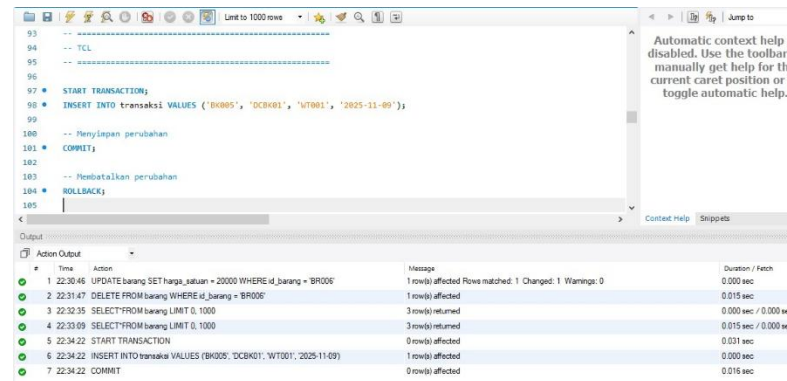 Limit to 1000 rows
Jump to
93 -- ====================================================
94 -- TCL
95 -- ====================================================
96
97 START TRANSACTION;
98 INSERT INTO transaksi VALUES ('BK005', 'DCBK01', 'WT001', '2025-11-09');
99
100 -- Menyimpan perubahan
101 COMMIT;
102
103 -- Membatalkan perubahan
104 ROLLBACK;
105
Automatic context help
disabled. Use the toolbar
manually get help for th
current caret position or
toggle automatic help.
Context Help Snippets
Output
Action Output
# Time Action Message Duration / Fetch
1 22:30:46 UPDATE barang SET harga_satuan = 20000 WHERE id_barang = 'BR006' 1 row(s) affected Rows matched: 1 Changed: 1 Warnings: 0 0.000 sec
2 22:31:47 DELETE FROM barang WHERE id_barang = 'BR006' 1 row(s) affected 0.015 sec
3 22:32:35 SELECT*FROM barang LIMIT 0, 1000 3 row(s) returned 0.000 sec / 0.000 se
4 22:33:09 SELECT*FROM barang LIMIT 0, 1000 3 row(s) returned 0.015 sec / 0.000 se
5 22:34:22 START TRANSACTION 0 row(s) affected 0.031 sec
6 22:34:22 INSERT INTO transaksi VALUES ('BK005', 'DCBK01', 'WT001', '2025-11-09') 1 row(s) affected 0.000 sec
7 22:34:22 COMMIT 0 row(s) affected 0.016 sec